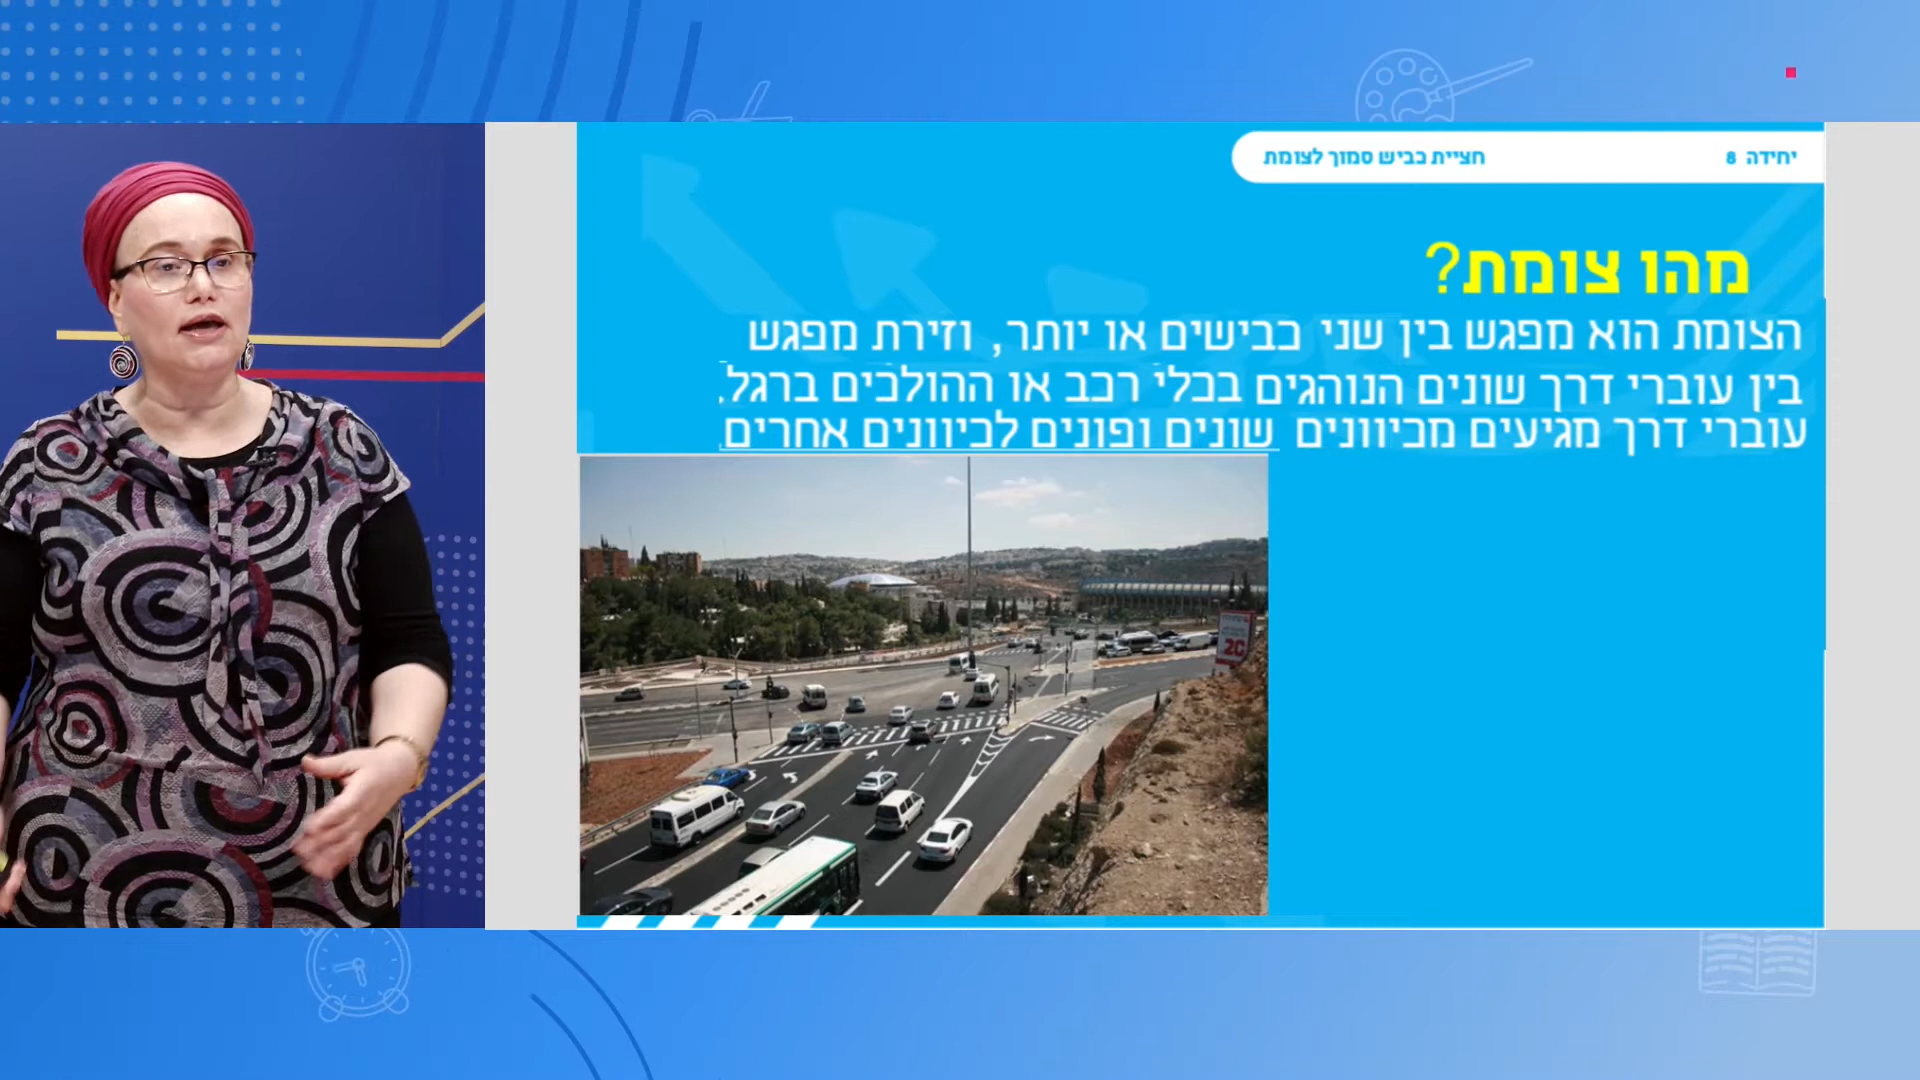 יחידה 8 חציית כביש סמוך לצומת
מהו צומת?
הצומת הוא מפגש בין שני כבישים או יותר, וזירת מפגש
בין עוברי דרך שונים הנוהגים בכלי רכב או ההולכים ברגל.
עוברי דרך מגיעים מכיוונים שונים ופונים לכיוונים אחרים.